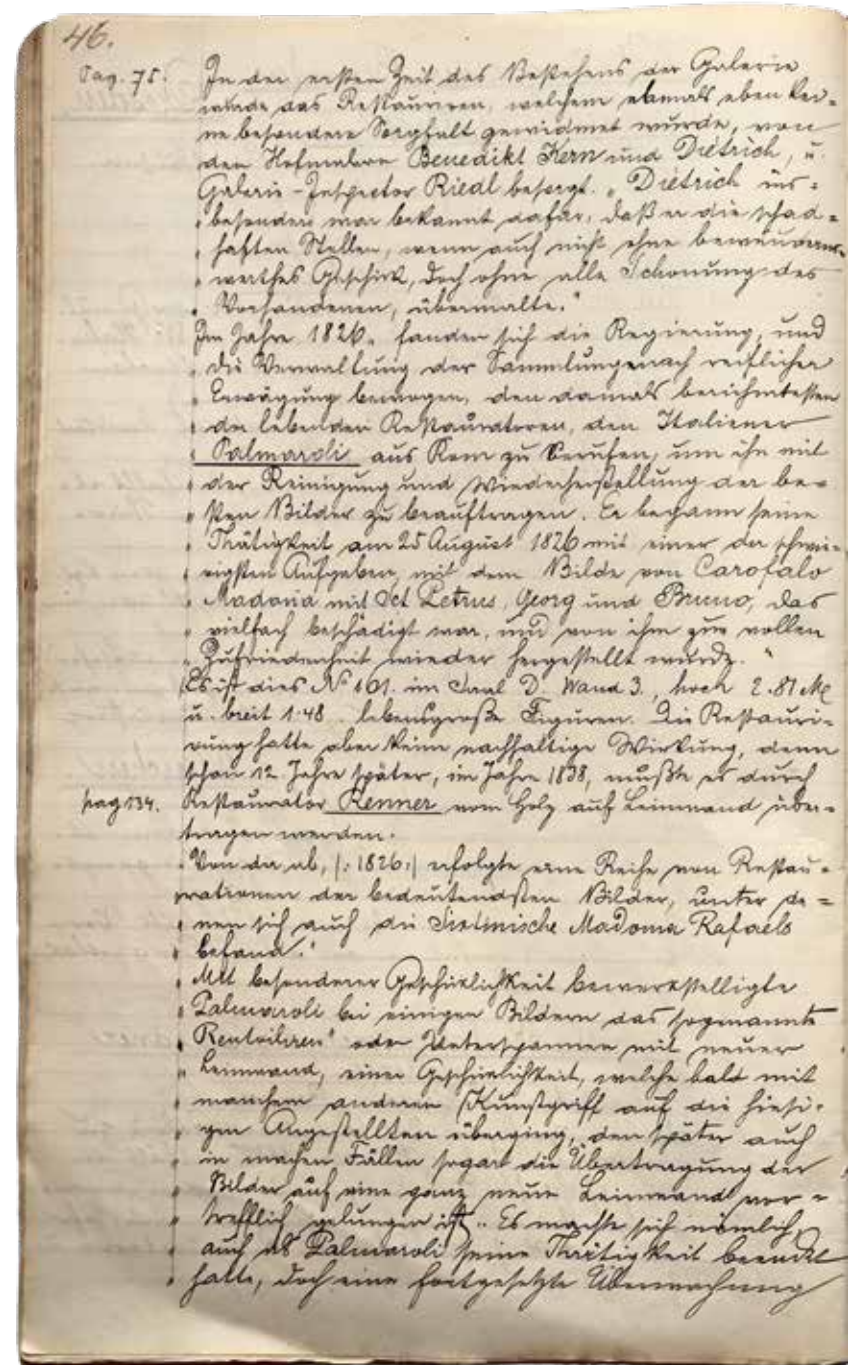 46.
Pag. 75. In der ersten Zeit des Bestehens der Galerie
wurde das Restauriren, welchem ehemals eben kei-
ne besondere Sorgfalt gewidmet wurde, von
den Hofmalern Benedikt Kern und Dietrich, u.
Galerie-Inspector Riedl besorgt. „Dietrich ins-
„ besondere war bekannt dafür, daß er die schad-
„ haften Stellen, wenn auch nicht ohne bewunderns-
„ werthes Geschick, doch ohne alle Schonung des
„ Vorhandenen, übermalte."
Im Jahre 1826. fanden sich die Regierung, und
„ die Verwaltung der Sammlungen nach reiflicher
„ Erwägung bewogen, den damals berühmtesten
„ der lebenden Restauratoren, den Italiener
„ Palmaroli aus Rom zu berufen, um ihn mit
„ der Reinigung und Wiederherstellung der be-
„ sten Bilder zu beauftragen. Er begann seine
„ Thätigkeit am 25 August 1826 mit einer der schwie-
„ rigsten Aufgaben, mit dem Bilde von Carofalo
„ Madonna mit Sct Petrus, Georg und Bruno, das
„ vielfach beschädigt war, und von ihm zur vollen
„ Zufriedenheit wieder hergestellt wurde. "
Es ist dies No 101. im Saal D. Wand 3., hoch 2.81 M
u. breit 1.48. lebensgroße Figuren. Die Restauri-
rung hatte aber keine nachhaltige Wirkung, denn
schon 12 Jahre später, im Jahre 1838, mußte es durch
pag 134. Restaurator Renner vom Holz auf Leinwand über-
tragen werden.
„ Von da, ab, |: 1826:| erfolgte eine Reihe von Restau-
rationen der bedeutendsten Bilder, unter de-
„ nen sich auch die Sixtinische Madonna Rafaels
„ befand."
„ Mit besonderer Geschicklichkeit bewerkstelligte
„ Palmaroli bei einigen Bildern das sogenannte
„ Rentoiliren" oder Unterspannen mit neuer
„ Leinwand, einer Geschicklichkeit, welche bald mit
„ manchem anderen Kunstgriff auf die hiesi-
„ gen Angestellten überging, den später auch
„ in machen Fällen sogar die Übertragung der
„ Bilder auf eine ganz neue Leinwand vor-
„ trefflich gelungen ist. Es machte sich nämlich,
„ auch als Palmaroli seine Thätigkeit beendet
„ hatte, doch eine fortgesetzte Überwachung